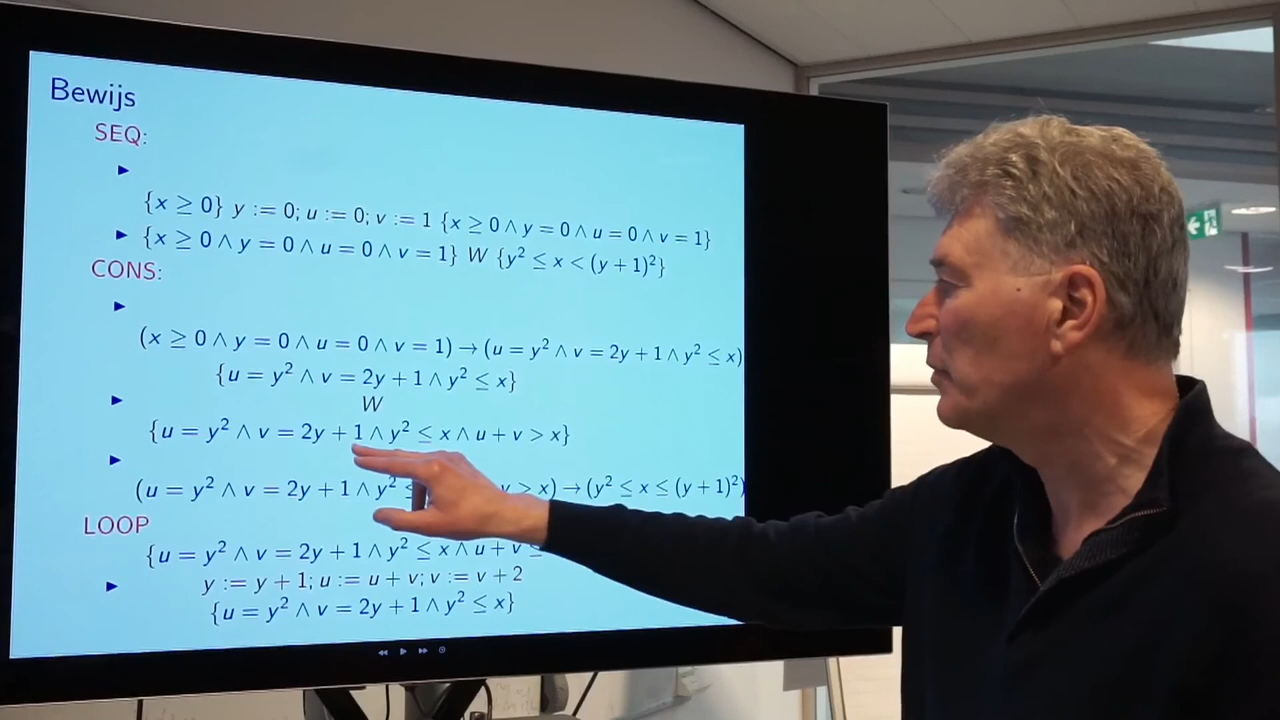 Bewijs
SEQ:
{x ≥ 0} y := 0; u := 0; v := 1 {x ≥ 0 ∧ y = 0 ∧ u = 0 ∧ v = 1}
{x ≥ 0 ∧ y = 0 ∧ u = 0 ∧ v = 1} W {y² ≤ x < (y + 1)²}
CONS:
(x ≥ 0 ∧ y = 0 ∧ u = 0 ∧ v = 1) → (u = y² ∧ v = 2y + 1 ∧ y² ≤ x)
{u = y² ∧ v = 2y + 1 ∧ y² ≤ x}
W
{u = y² ∧ v = 2y + 1 ∧ y² ≤ x ∧ u + v > x}
(u = y² ∧ v = 2y + 1 ∧ y² ≤ v > x) → (y² ≤ x ≤ (y + 1)²)
LOOP
{u = y² ∧ v = 2y + 1 ∧ y² ≤ x ∧ u + v ≤
y := y + 1; u := u + v; v := v + 2
{u = y² ∧ v = 2y + 1 ∧ y² ≤ x}